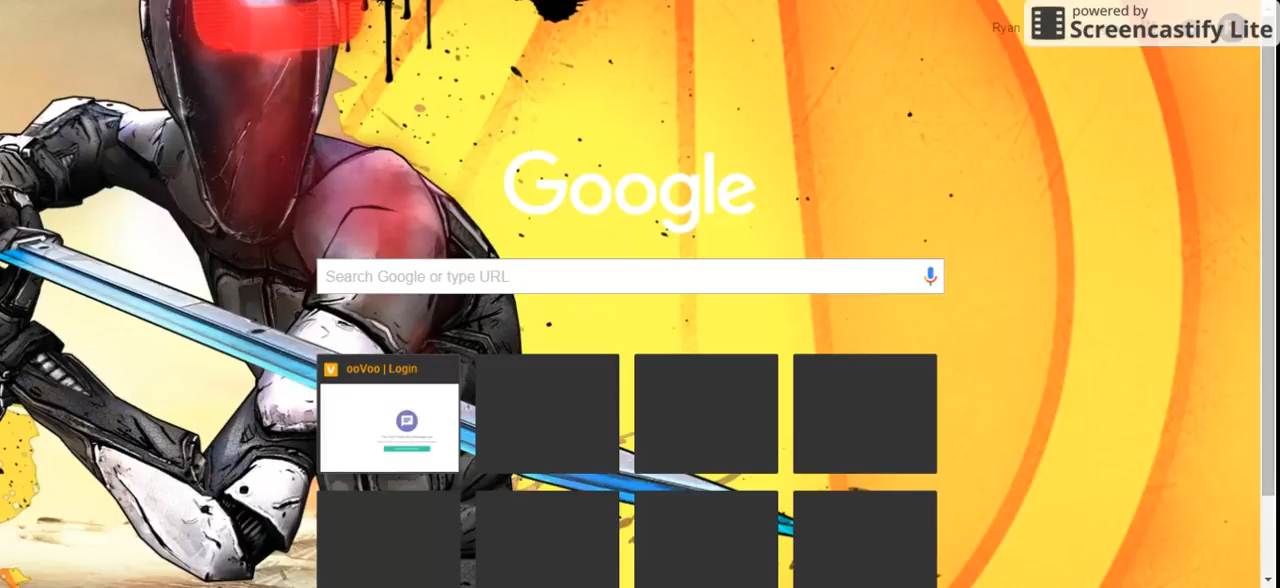 powered by
Ryan
Screencastify Lite
Google
Search Google or type URL
ooVoo | Login